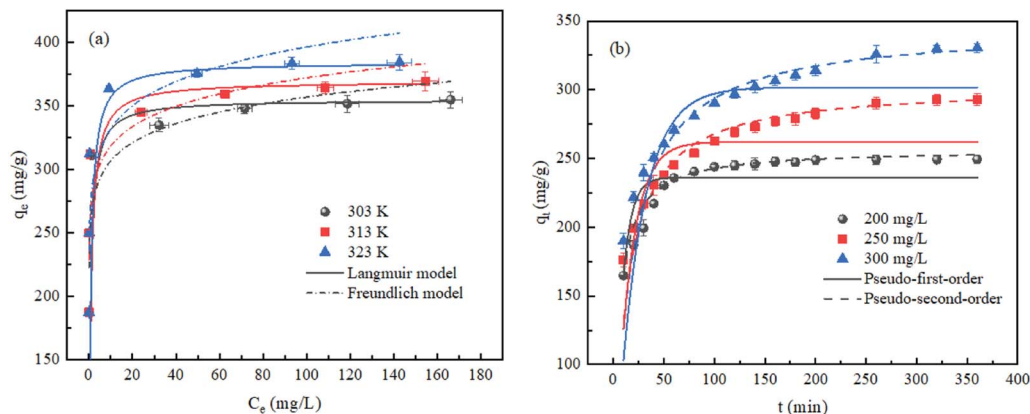 (a)
400
350
300
250
200
150
qe (mg/g)
0 20 40 60 80 100 120 140 160 180
Ce (mg/L)
303 K
313 K
323 K
Langmuir model
Freundlich model
(b)
350
300
250
200
150
100
qt (mg/g)
0 50 100 150 200 250 300 350 400
t (min)
200 mg/L
250 mg/L
300 mg/L
Pseudo-first-order
Pseudo-second-order